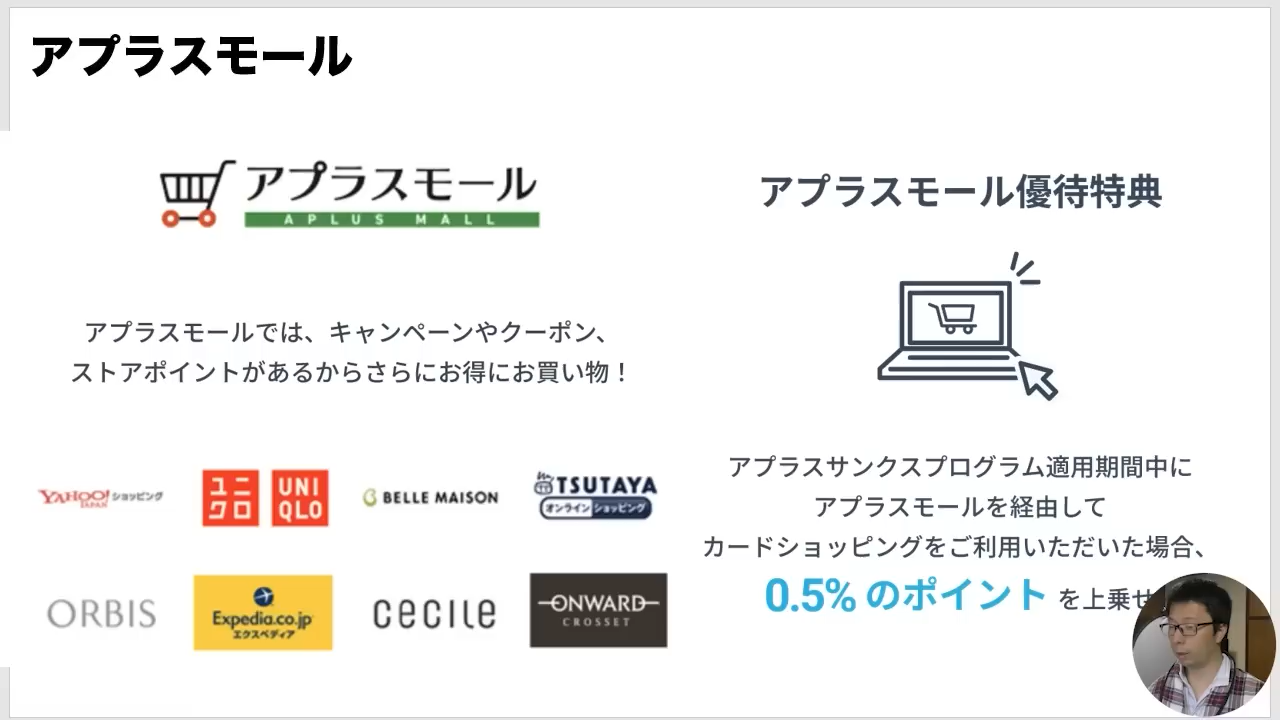 アプラスモール
アプラスモール
APLUS MALL
アプラスモールでは、キャンペーンやクーポン、
ストアポイントがあるからさらにお得にお買い物！
YAHOO! ショッピング
JAPAN
ユニクロ
UNIQLO
BELLE MAISON
TSUTAYA
オンラインショッピング
ORBIS
Expedia.co.jp
エクスペディア
cecile
ONWARD
CROSSET
アプラスモール優待特典
アプラスサンクスプログラム適用期間中に
アプラスモールを経由して
カードショッピングをご利用いただいた場合、
0.5% のポイント を上乗せ